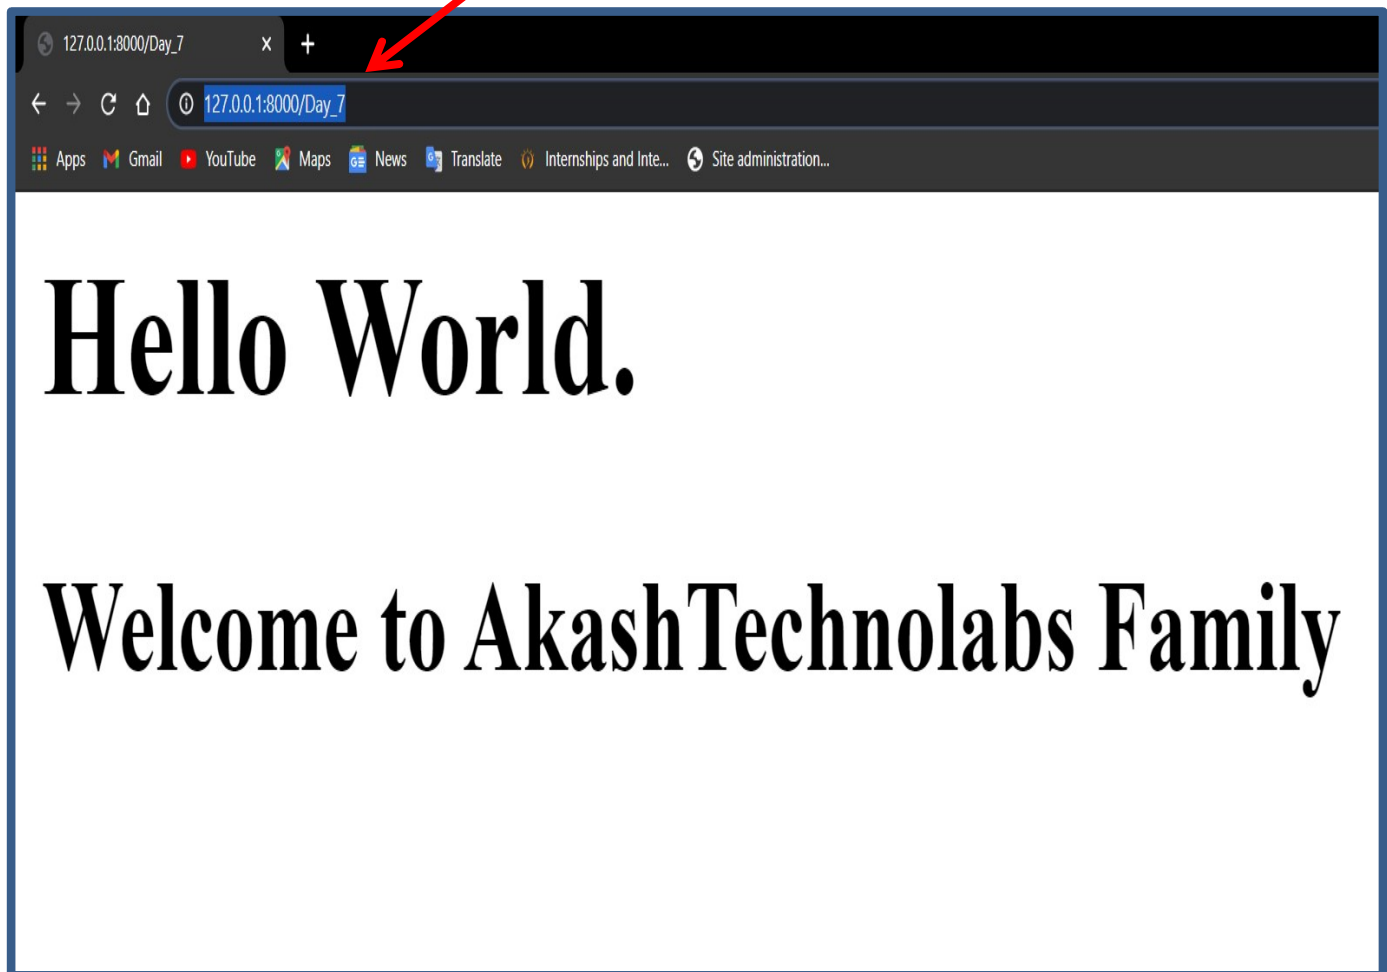 127.0.0.1:8000/Day_7
127.0.0.1:8000/Day_7
Apps Gmail YouTube Maps News Translate Internships and Inte... Site administration...
Hello World.
Welcome to AkashTechnolabs Family